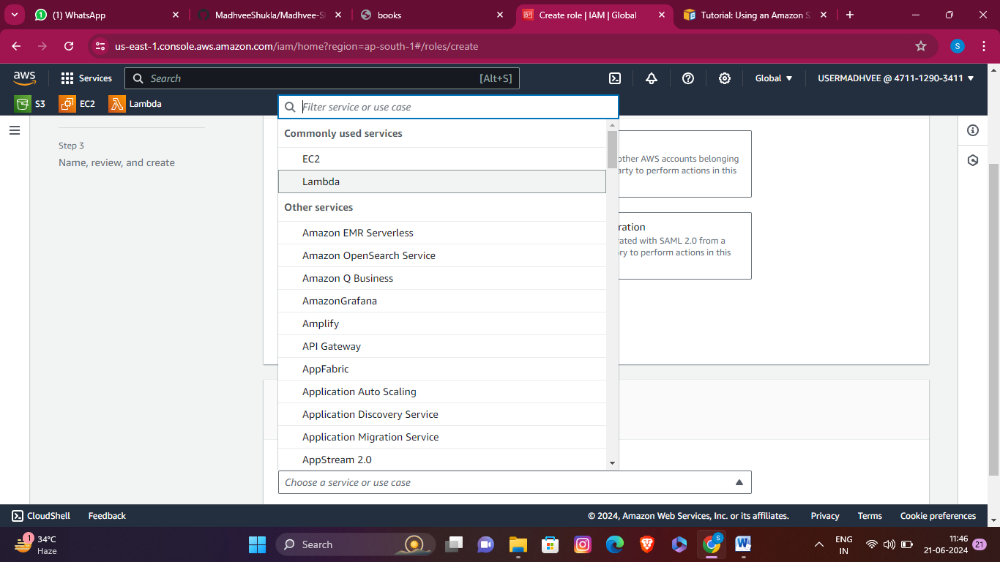 (1) WhatsApp
MadhveeShukla/Madhvee-S
books
Create role | IAM | Global
Tutorial: Using an Amazon S
us-east-1.console.aws.amazon.com/iam/home?region=ap-south-1#/roles/create
S
aws
Services
Search
[Alt+S]
Global
USERMADHVEE @ 4711-1290-3411
S3
EC2
Lambda
Step 3
Name, review, and create
Filter service or use case
Commonly used services
EC2
Lambda
Other services
Amazon EMR Serverless
Amazon OpenSearch Service
Amazon Q Business
AmazonGrafana
Amplify
API Gateway
AppFabric
Application Auto Scaling
Application Discovery Service
Application Migration Service
AppStream 2.0
other AWS accounts belonging
arty to perform actions in this
ration
ated with SAML 2.0 from a
ory to perform actions in this
Choose a service or use case
CloudShell
Feedback
© 2024, Amazon Web Services, Inc. or its affiliates.
Privacy
Terms
Cookie preferences
1
34°C
Haze
Search
S
ENG
IN
11:46
21-06-2024
21